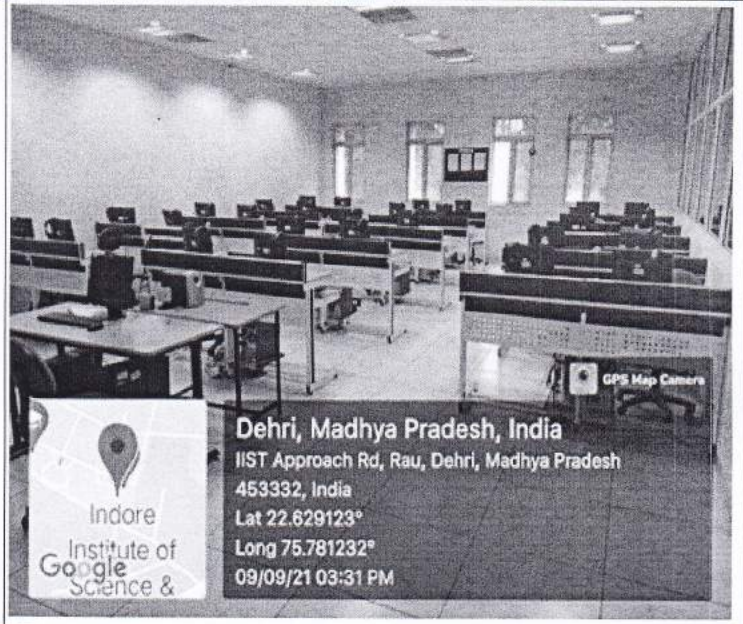 GPS Map Camera
Dehri, Madhya Pradesh, India
IIST Approach Rd, Rau, Dehri, Madhya Pradesh
453332, India
Lat 22.629123°
Long 75.781232°
09/09/21 03:31 PM
Indore
Institute of
Google
Science &